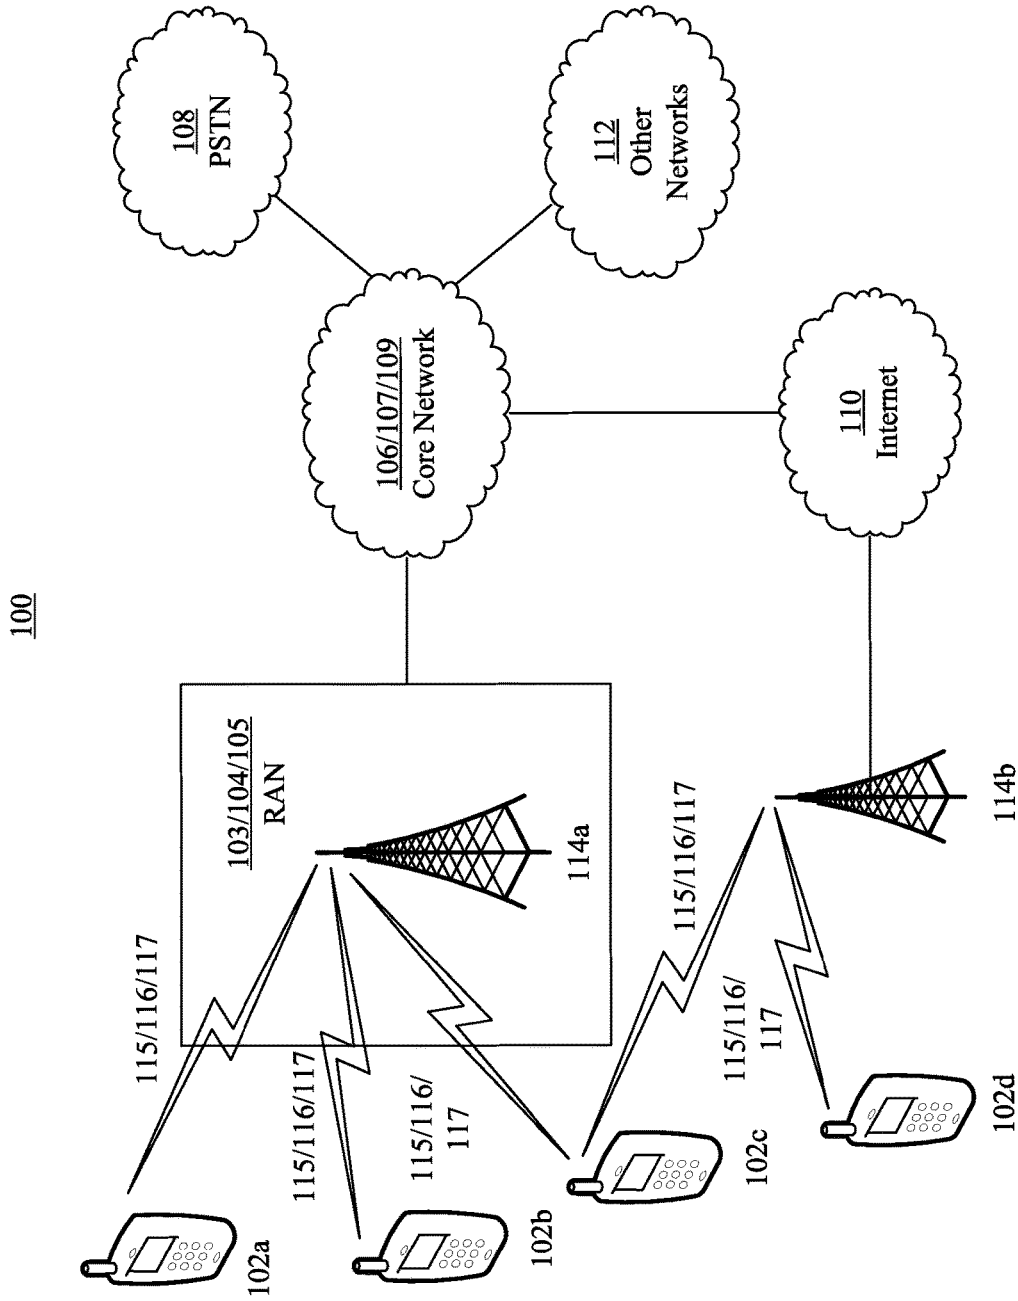 100
108
PSTN
106/107/109
Core Network
112
Other
Networks
110
Internet
103/104/105
RAN
114a
114b
115/116/117
115/116/117
115/116/
117
115/116/117
115/116/
117
102a
102b
102c
102d